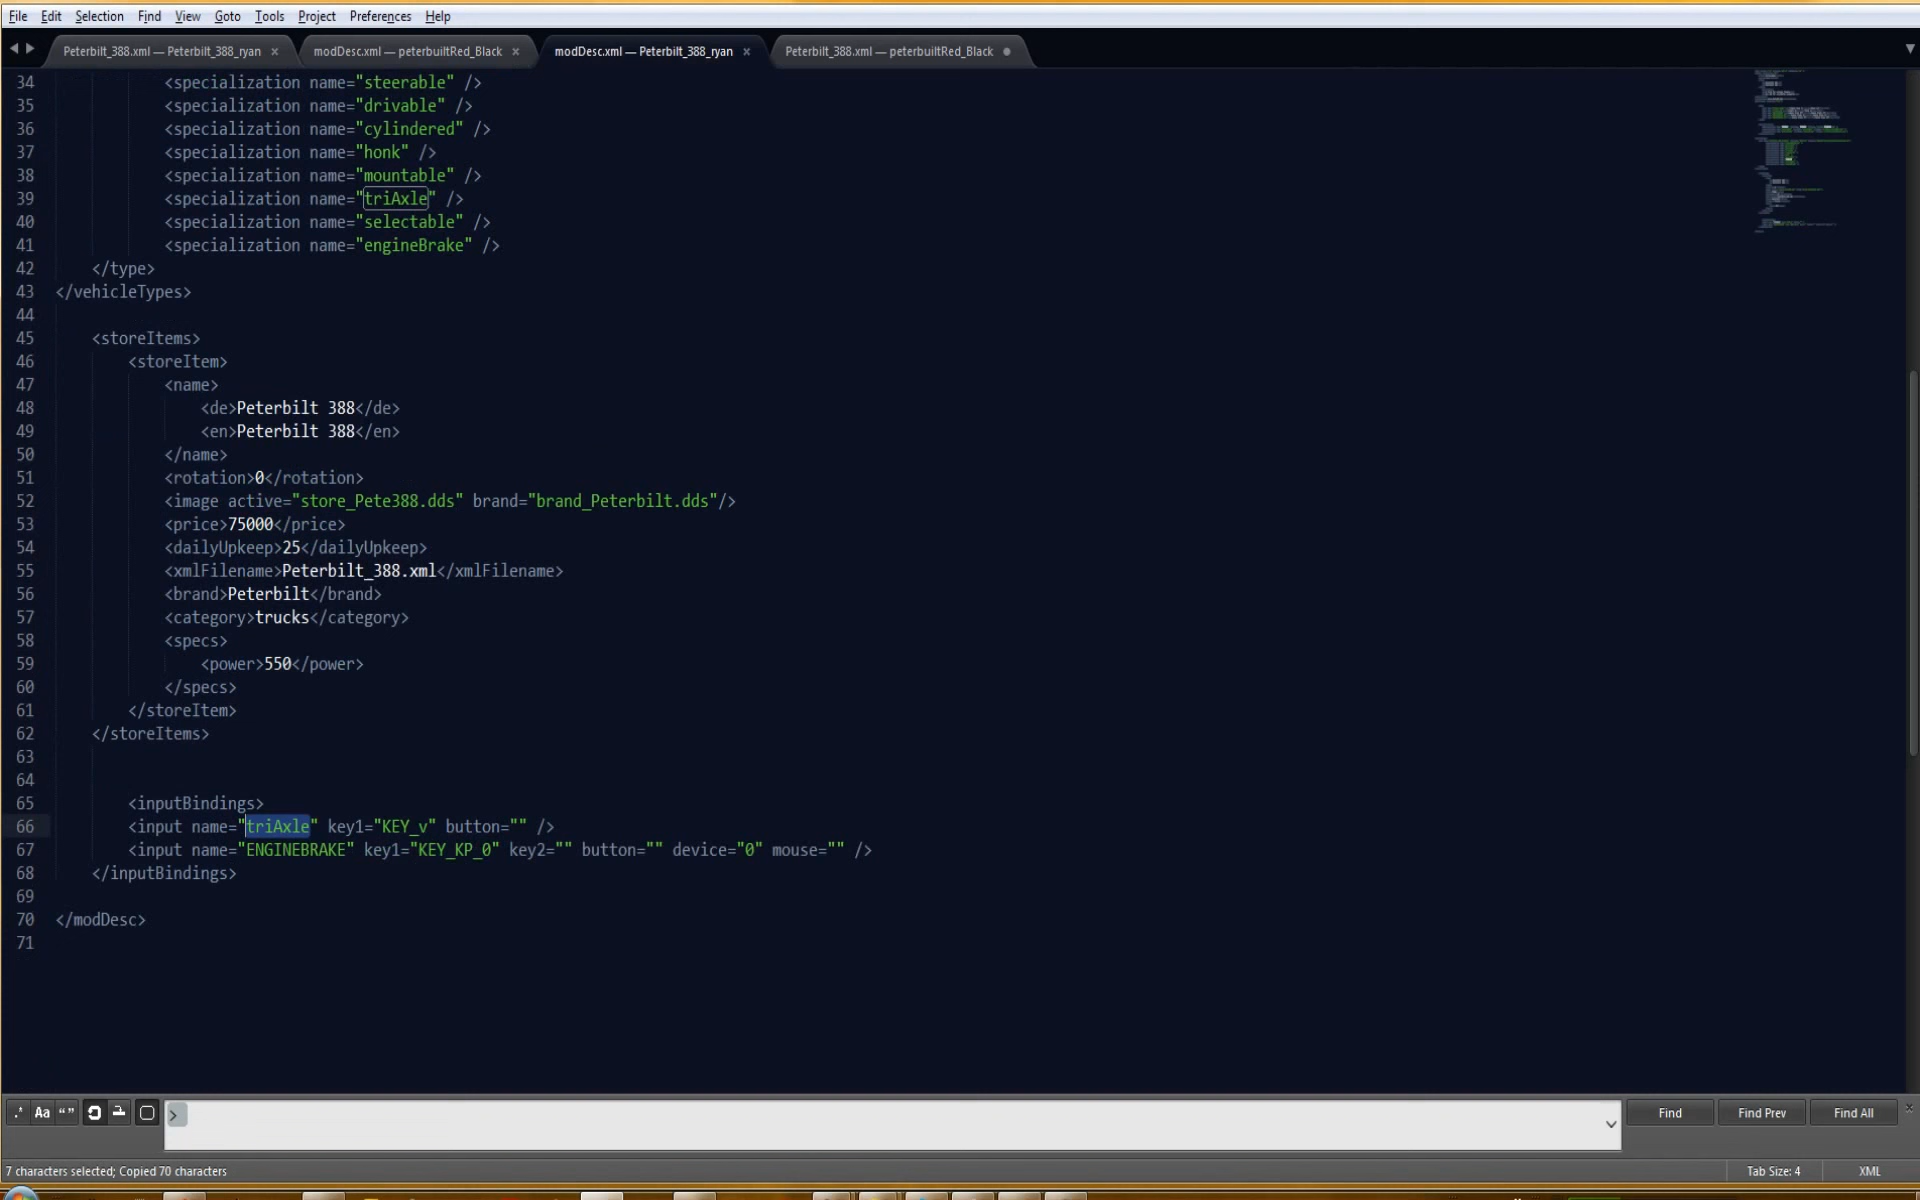 File Edit Selection Find View Goto Tools Project Preferences Help
Peterbilt_388.xml — Peterbilt_388_ryan × modDesc.xml — peterbuiltRed_Black × modDesc.xml — Peterbilt_388_ryan × Peterbilt_388.xml — peterbuiltRed_Black
34 <specialization name="steerable" />
35 <specialization name="drivable" />
36 <specialization name="cylindered" />
37 <specialization name="honk" />
38 <specialization name="mountable" />
39 <specialization name="triAxle" />
40 <specialization name="selectable" />
41 <specialization name="engineBrake" />
42 </type>
43 </vehicleTypes>
44
45 <storeItems>
46 <storeItem>
47 <name>
48 <de>Peterbilt 388</de>
49 <en>Peterbilt 388</en>
50 </name>
51 <rotation>0</rotation>
52 <image active="store_Pete388.dds" brand="brand_Peterbilt.dds"/>
53 <price>75000</price>
54 <dailyUpkeep>25</dailyUpkeep>
55 <xmlFilename>Peterbilt_388.xml</xmlFilename>
56 <brand>Peterbilt</brand>
57 <category>trucks</category>
58 <specs>
59 <power>550</power>
60 </specs>
61 </storeItem>
62 </storeItems>
63
64
65 <inputBindings>
66 <input name="triAxle" key1="KEY_v" button="" />
67 <input name="ENGINEBRAKE" key1="KEY_KP_0" key2="" button="" device="0" mouse="" />
68 </inputBindings>
69
70 </modDesc>
71
.* Aa “” > Find Find Prev Find All ×
7 characters selected; Copied 70 characters Tab Size: 4 XML